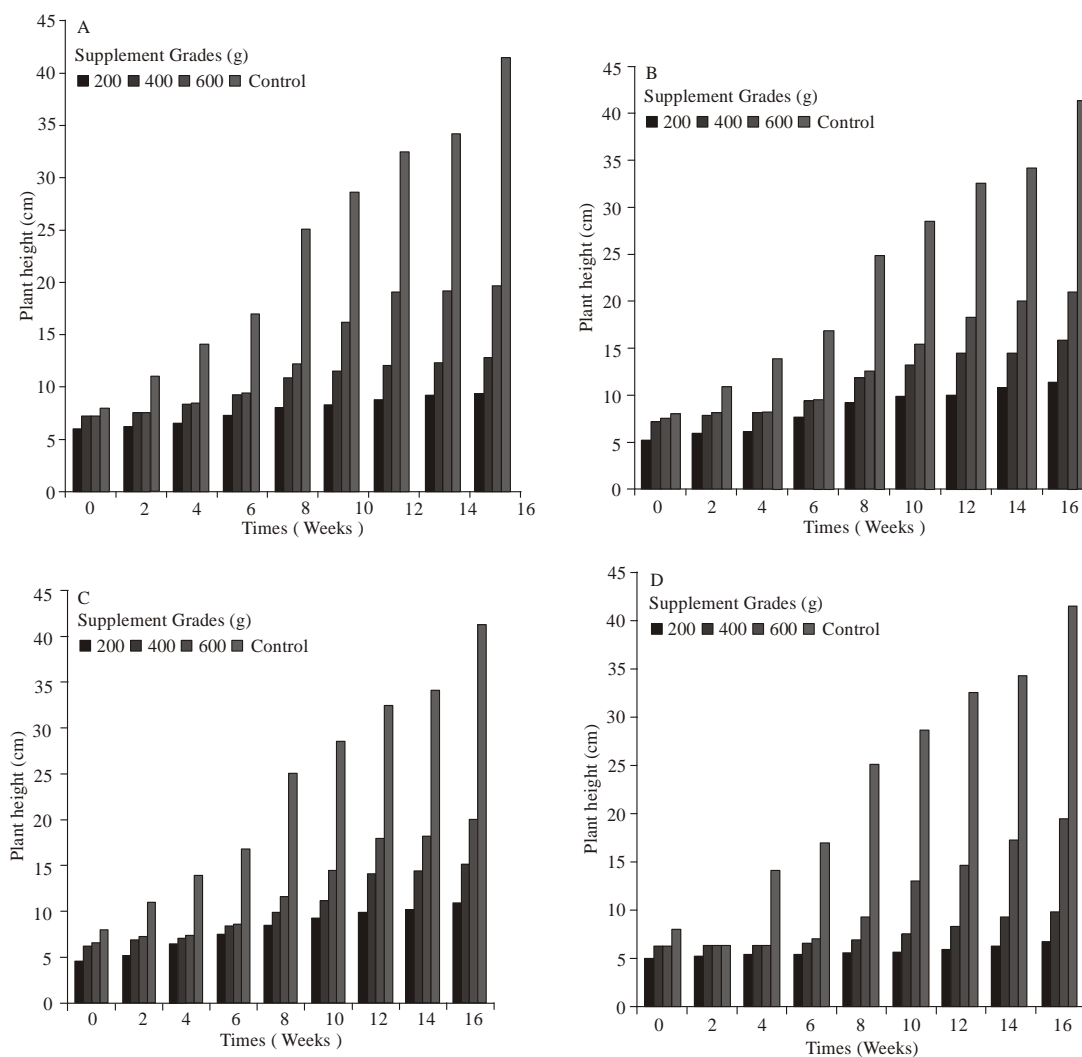 A
Supplement Grades (g)
200 400 600 Control
Plant height (cm)
45
40
35
30
25
20
15
10
5
0
0 2 4 6 8 10 12 14 16
Times ( Weeks )
B
Supplement Grades (g)
200 400 600 Control
Plant height (cm)
45
40
35
30
25
20
15
10
5
0
0 2 4 6 8 10 12 14 16
Times ( Weeks )
C
Supplement Grades (g)
200 400 600 Control
Plant height (cm)
45
40
35
30
25
20
15
10
5
0
0 2 4 6 8 10 12 14 16
Times ( Weeks )
D
Supplement Grades (g)
200 400 600 Control
Plant height (cm)
45
40
35
30
25
20
15
10
5
0
0 2 4 6 8 10 12 14 16
Times (Weeks)